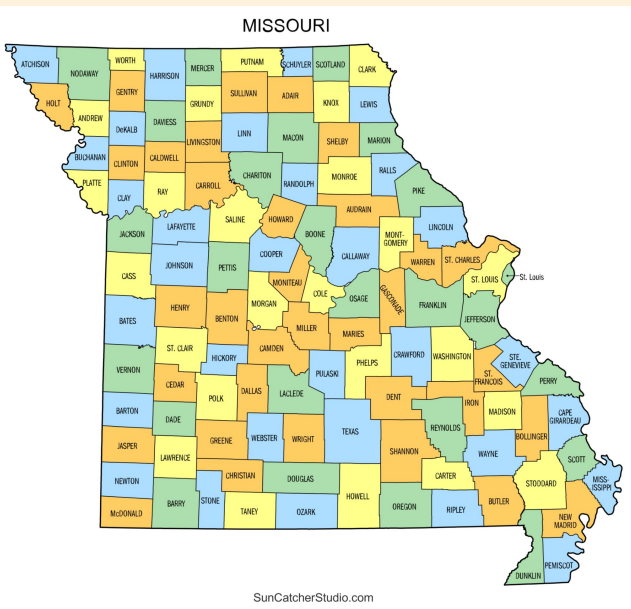 MISSOURI
ATCHISON
NODAWAY
WORTH
HARRISON
MERCER
PUTNAM
SCHUYLER
SCOTLAND
CLARK
HOLT
GENTRY
SULLIVAN
ADAIR
KNOX
LEWIS
ANDREW
DeKALB
DAVIESS
GRUNDY
LINN
MACON
SHELBY
MARION
BUCHANAN
CLINTON
CALDWELL
LIVINGSTON
CHARITON
RANDOLPH
MONROE
RALLS
PIKE
PLATTE
CLAY
RAY
CARROLL
SALINE
HOWARD
BOONE
AUDRAIN
MONT-
GOMERY
LINCOLN
JACKSON
LAFAYETTE
COOPER
CALLAWAY
WARREN
ST. CHARLES
CASS
JOHNSON
PETTIS
MONITEAU
COLE
OSAGE
GASCONADE
FRANKLIN
ST. LOUIS
St. Louis
JEFFERSON
BATES
HENRY
BENTON
MORGAN
MILLER
MARIES
VERNON
ST. CLAIR
HICKORY
CAMDEN
PULASKI
PHELPS
CRAWFORD
WASHINGTON
ST.
FRANCOIS
STE.
GENEVIEVE
PERRY
BARTON
CEDAR
POLK
DALLAS
LACLEDE
TEXAS
DENT
IRON
MADISON
BOLLINGER
CAPE
GIRARDEAU
JASPER
DADE
GREENE
WEBSTER
WRIGHT
SHANNON
REYNOLDS
WAYNE
SCOTT
NEWTON
LAWRENCE
CHRISTIAN
DOUGLAS
HOWELL
CARTER
STODDARD
MISS-
ISSIPPI
McDONALD
BARRY
STONE
TANEY
OZARK
OREGON
RIPLEY
BUTLER
NEW
MADRID
DUNKLIN
PEMISCOT
SunCatcherStudio.com